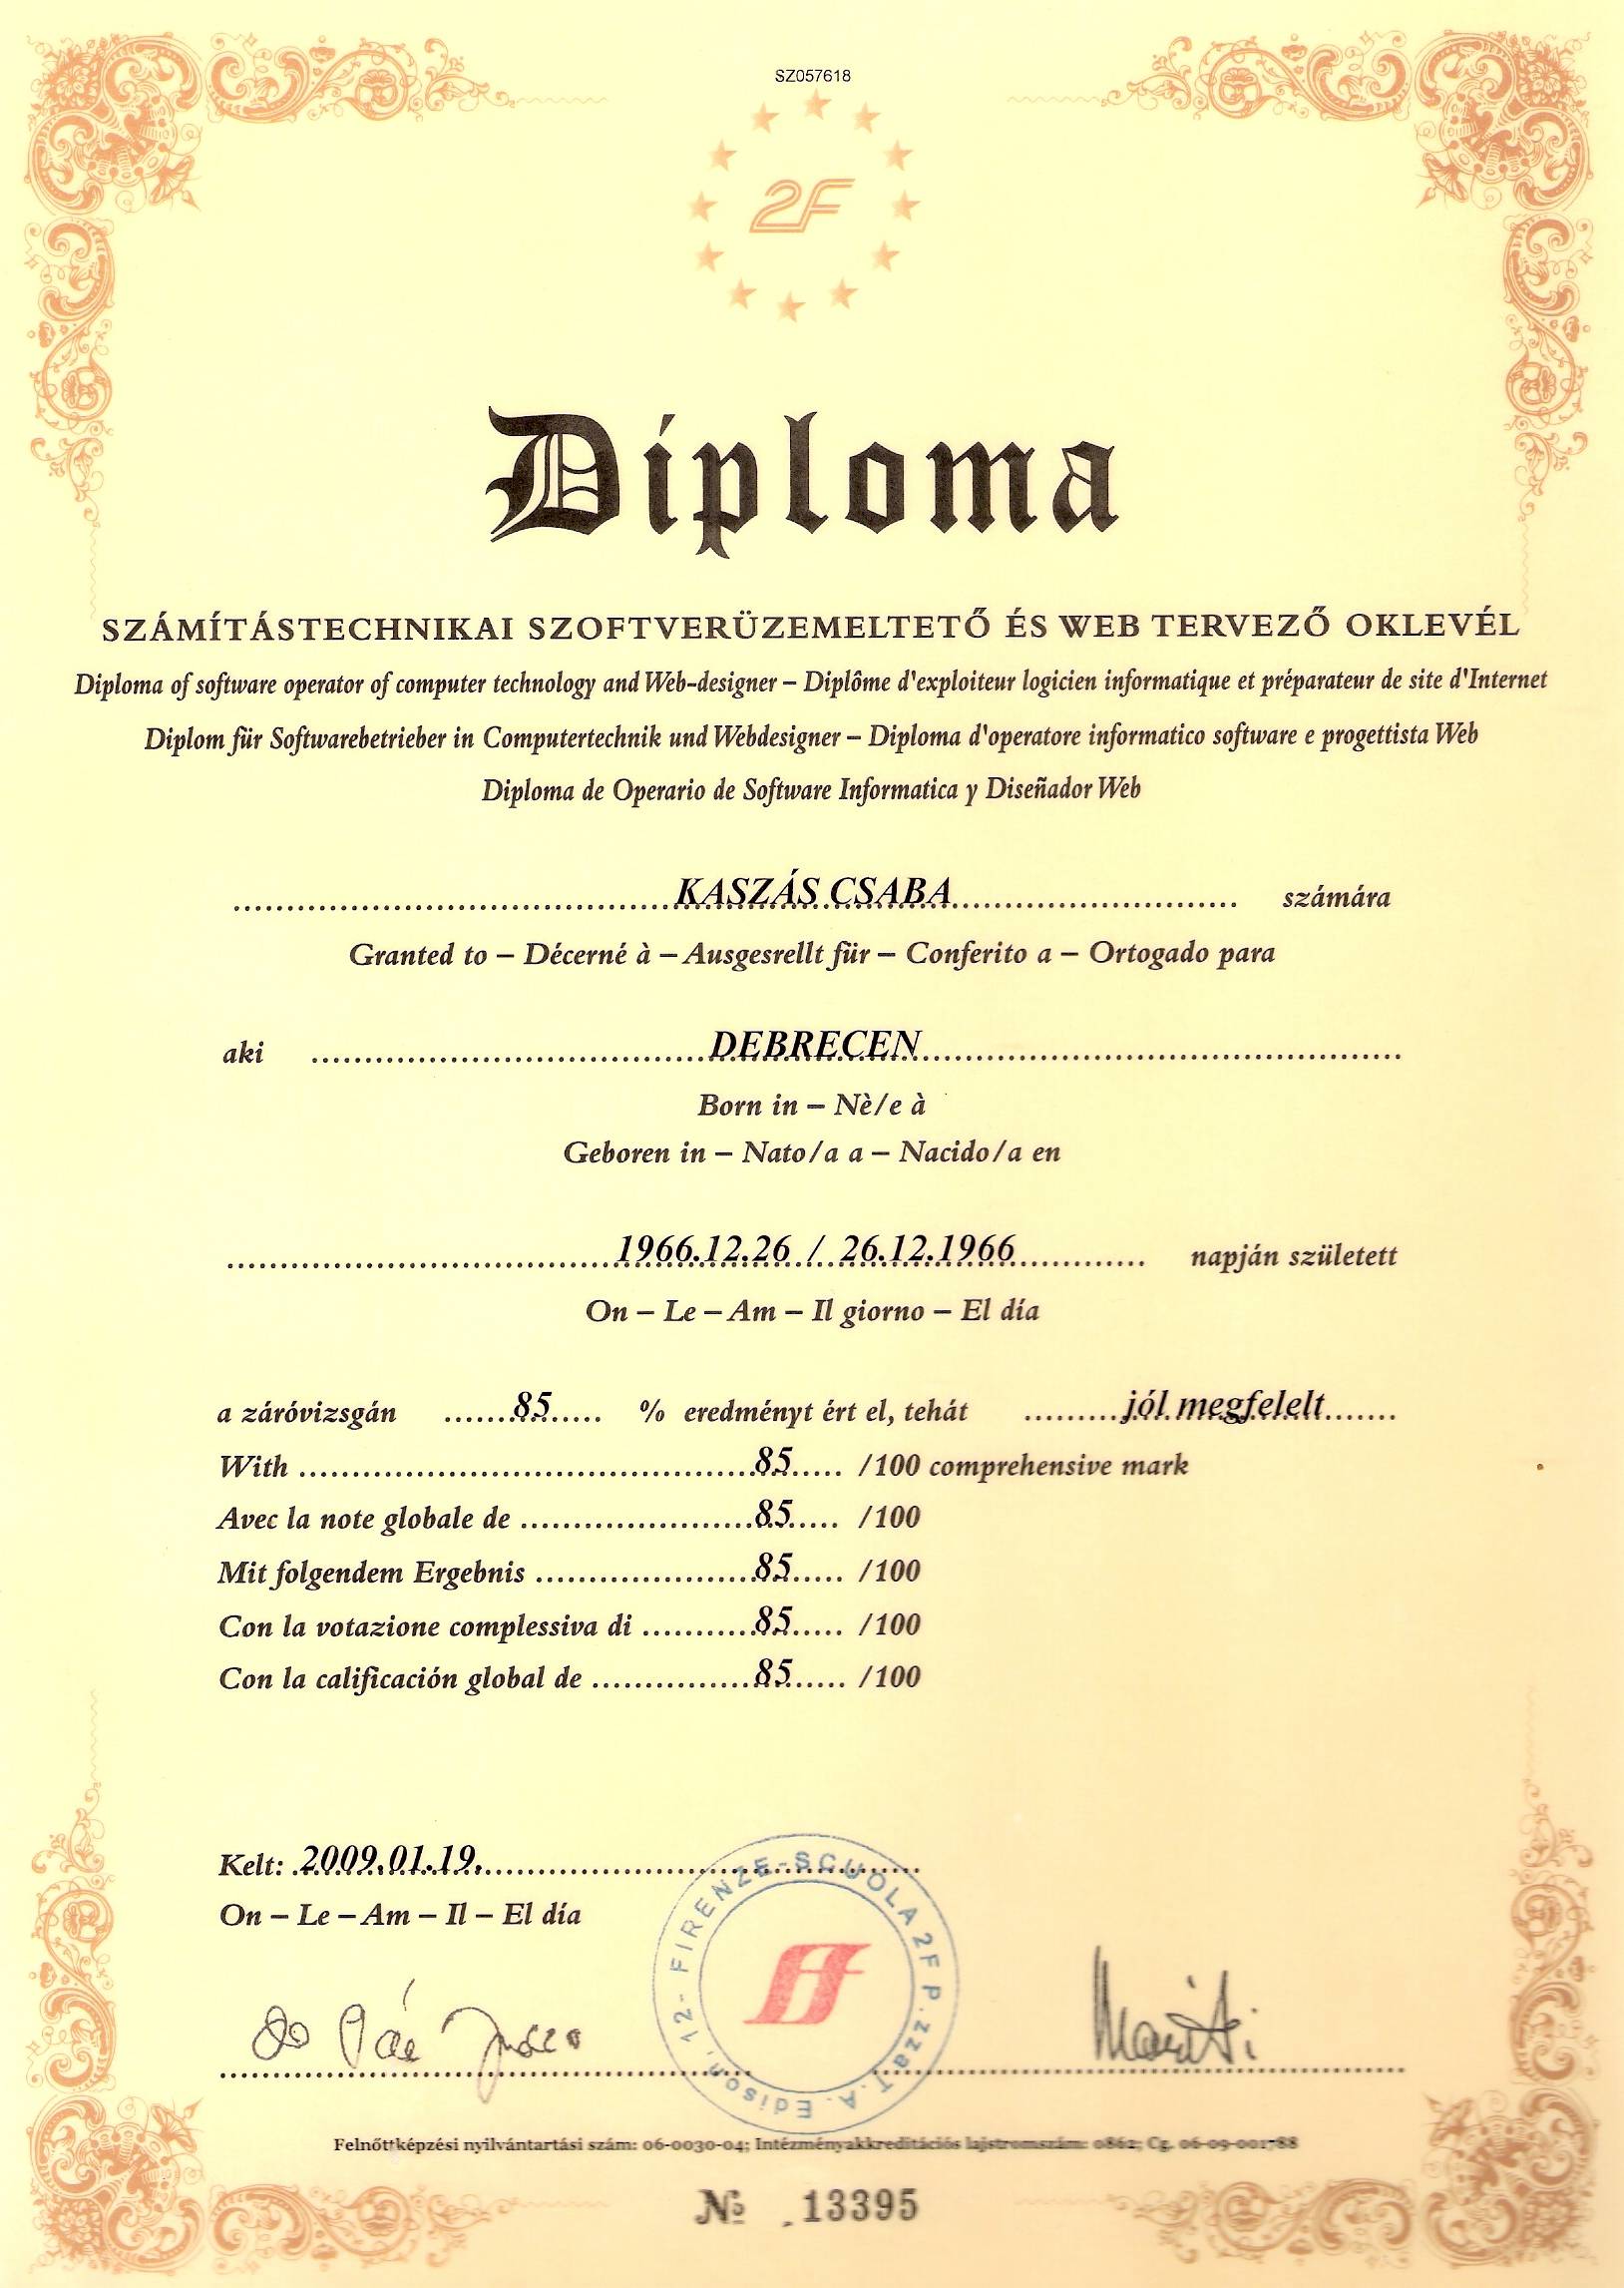 SZ057618
2F
Diploma
SZÁMÍTÁSTECHNIKAI SZOFTVERÜZEMELTETŐ ÉS WEB TERVEZŐ OKLEVÉL
Diploma of software operator of computer technology and Web-designer – Diplôme d'exploiteur logicien informatique et préparateur de site d'Internet
Diplom für Softwarebetrieber in Computertechnik und Webdesigner – Diploma d'operatore informatico software e progettista Web
Diploma de Operario de Software Informatica y Diseñador Web
KASZÁS CSABA számára
Granted to – Décerné à – Ausgesrellt für – Conferito a – Ortogado para
aki DEBRECEN
Born in – Nè/e à
Geboren in – Nato/a a – Nacido/a en
1966.12.26 / 26.12.1966 napján született
On – Le – Am – Il giorno – El día
a záróvizsgán 85 % eredményt ért el, tehát jól megfelelt
With 85 /100 comprehensive mark
Avec la note globale de 85 /100
Mit folgendem Ergebnis 85 /100
Con la votazione complessiva di 85 /100
Con la calificación global de 85 /100
Kelt: 2009.01.19.
On – Le – Am – Il – El día
FIRENZE-SCUOLA 2F P.zza T. A. Edison, 12-
Felnőttképzési nyilvántartási szám: 06-0030-04; Intézményakkreditációs lajstromszám: 0862; Cg. 06-09-001788
№ 13395